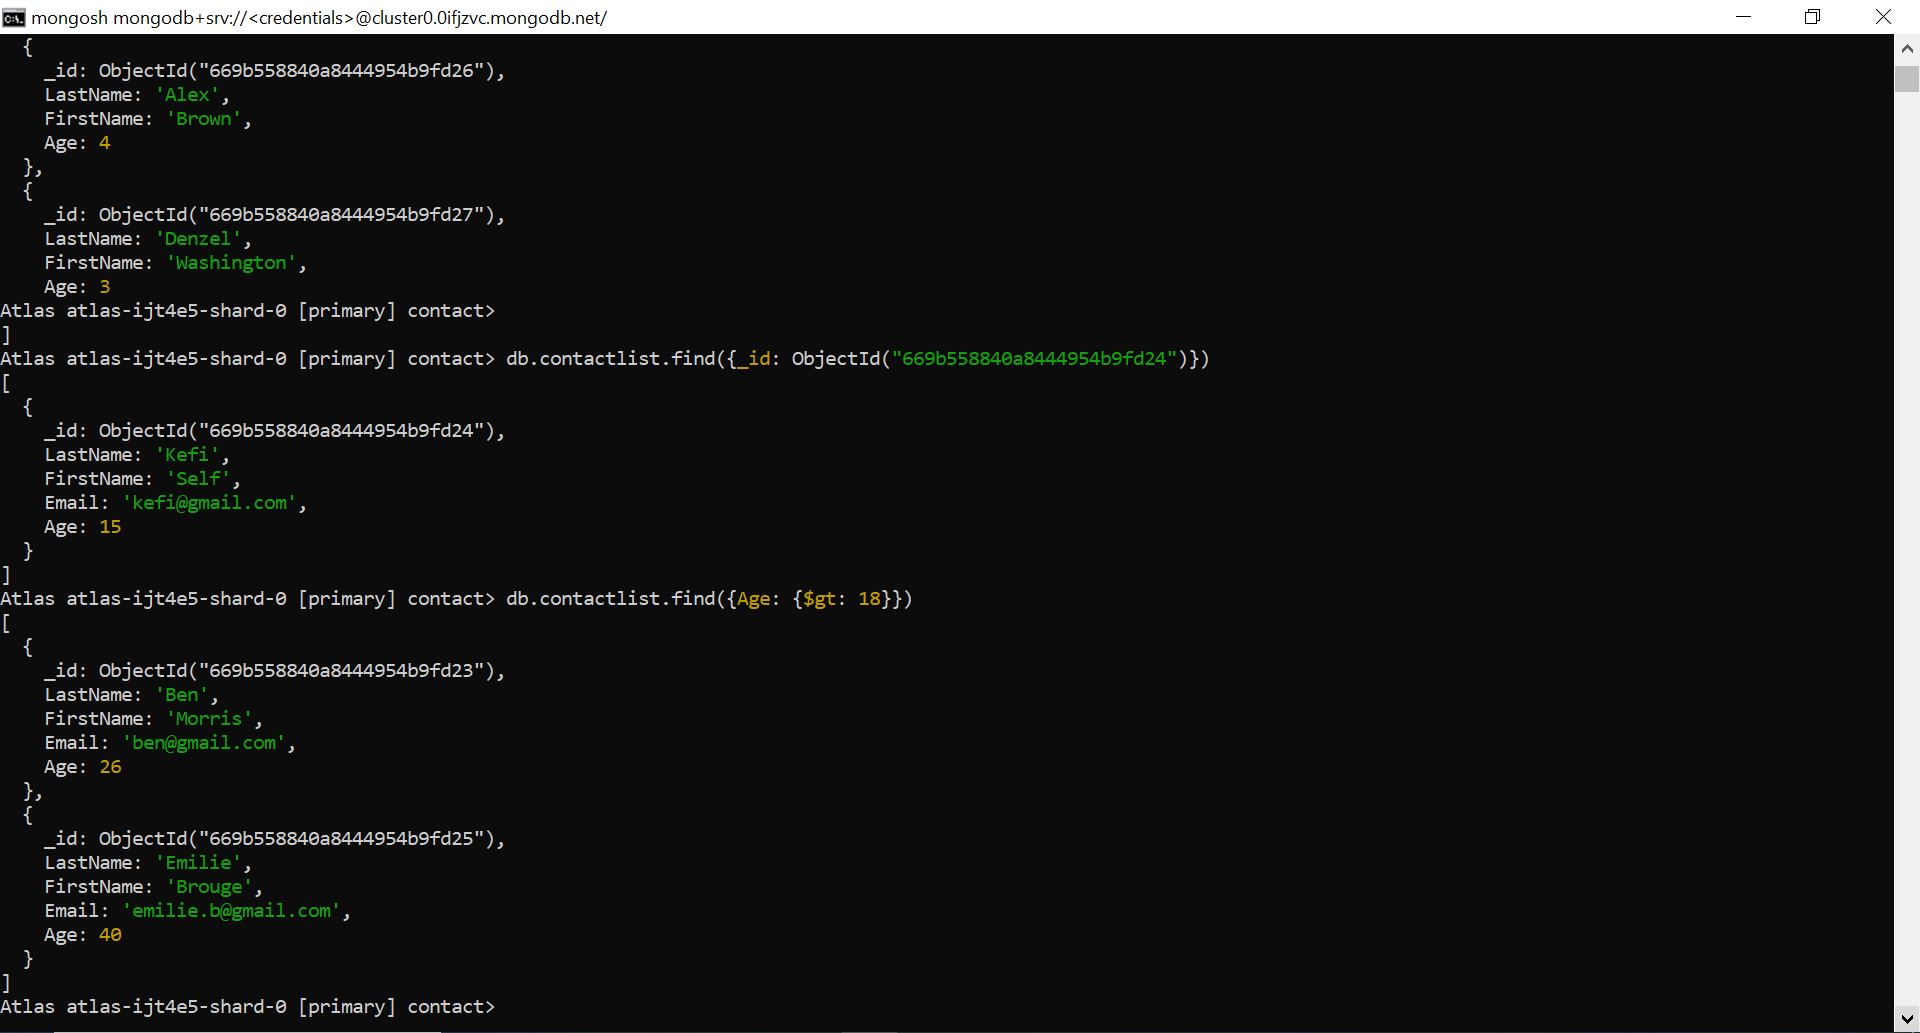 mongosh mongodb+srv://<credentials>@cluster0.0ifjzvc.mongodb.net/
  {
    _id: ObjectId("669b558840a8444954b9fd26"),
    LastName: 'Alex',
    FirstName: 'Brown',
    Age: 4
  },
  {
    _id: ObjectId("669b558840a8444954b9fd27"),
    LastName: 'Denzel',
    FirstName: 'Washington',
    Age: 3
Atlas atlas-ijt4e5-shard-0 [primary] contact>
]
Atlas atlas-ijt4e5-shard-0 [primary] contact> db.contactlist.find({_id: ObjectId("669b558840a8444954b9fd24")})
[
  {
    _id: ObjectId("669b558840a8444954b9fd24"),
    LastName: 'Kefi',
    FirstName: 'Self',
    Email: 'kefi@gmail.com',
    Age: 15
  }
]
Atlas atlas-ijt4e5-shard-0 [primary] contact> db.contactlist.find({Age: {$gt: 18}})
[
  {
    _id: ObjectId("669b558840a8444954b9fd23"),
    LastName: 'Ben',
    FirstName: 'Morris',
    Email: 'ben@gmail.com',
    Age: 26
  },
  {
    _id: ObjectId("669b558840a8444954b9fd25"),
    LastName: 'Emilie',
    FirstName: 'Brouge',
    Email: 'emilie.b@gmail.com',
    Age: 40
  }
]
Atlas atlas-ijt4e5-shard-0 [primary] contact>